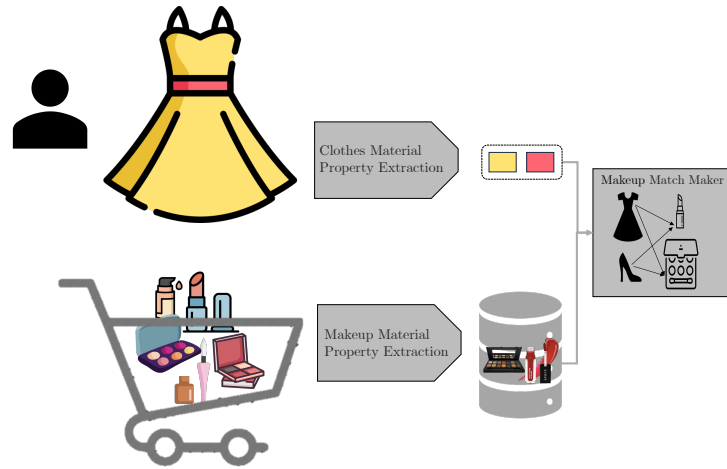 Clothes Material
Property Extraction
Makeup Match Maker
Makeup Material
Property Extraction